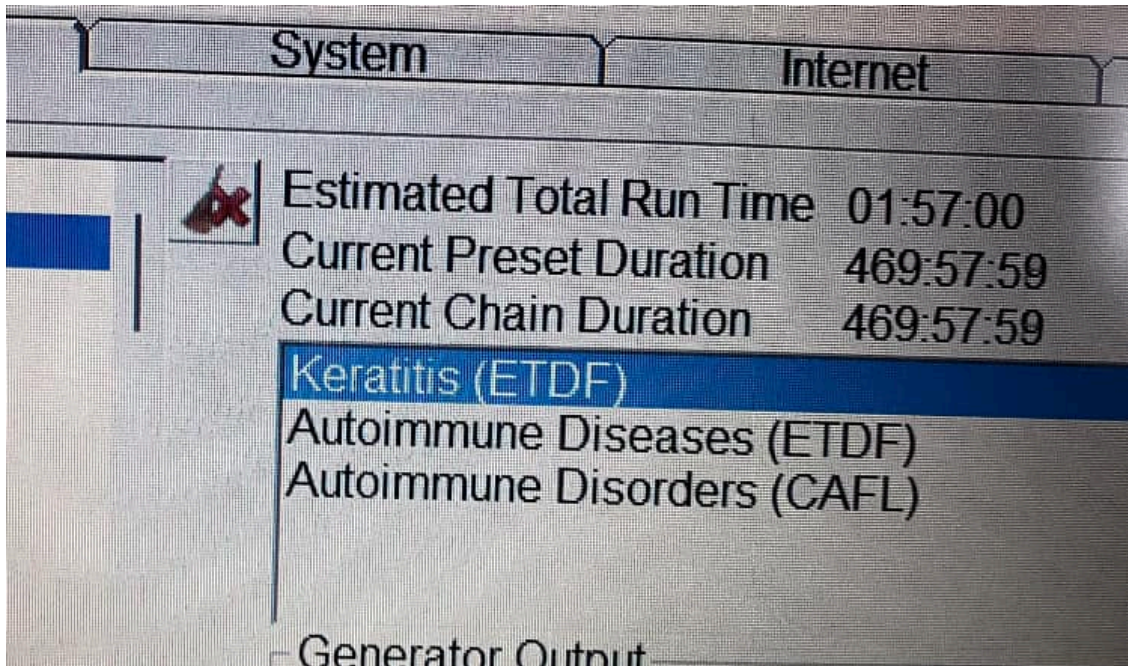 System
Internet
Estimated Total Run Time 01:57:00
Current Preset Duration 469:57:59
Current Chain Duration 469:57:59
Keratitis (ETDF)
Autoimmune Diseases (ETDF)
Autoimmune Disorders (CAFL)
Generator Output